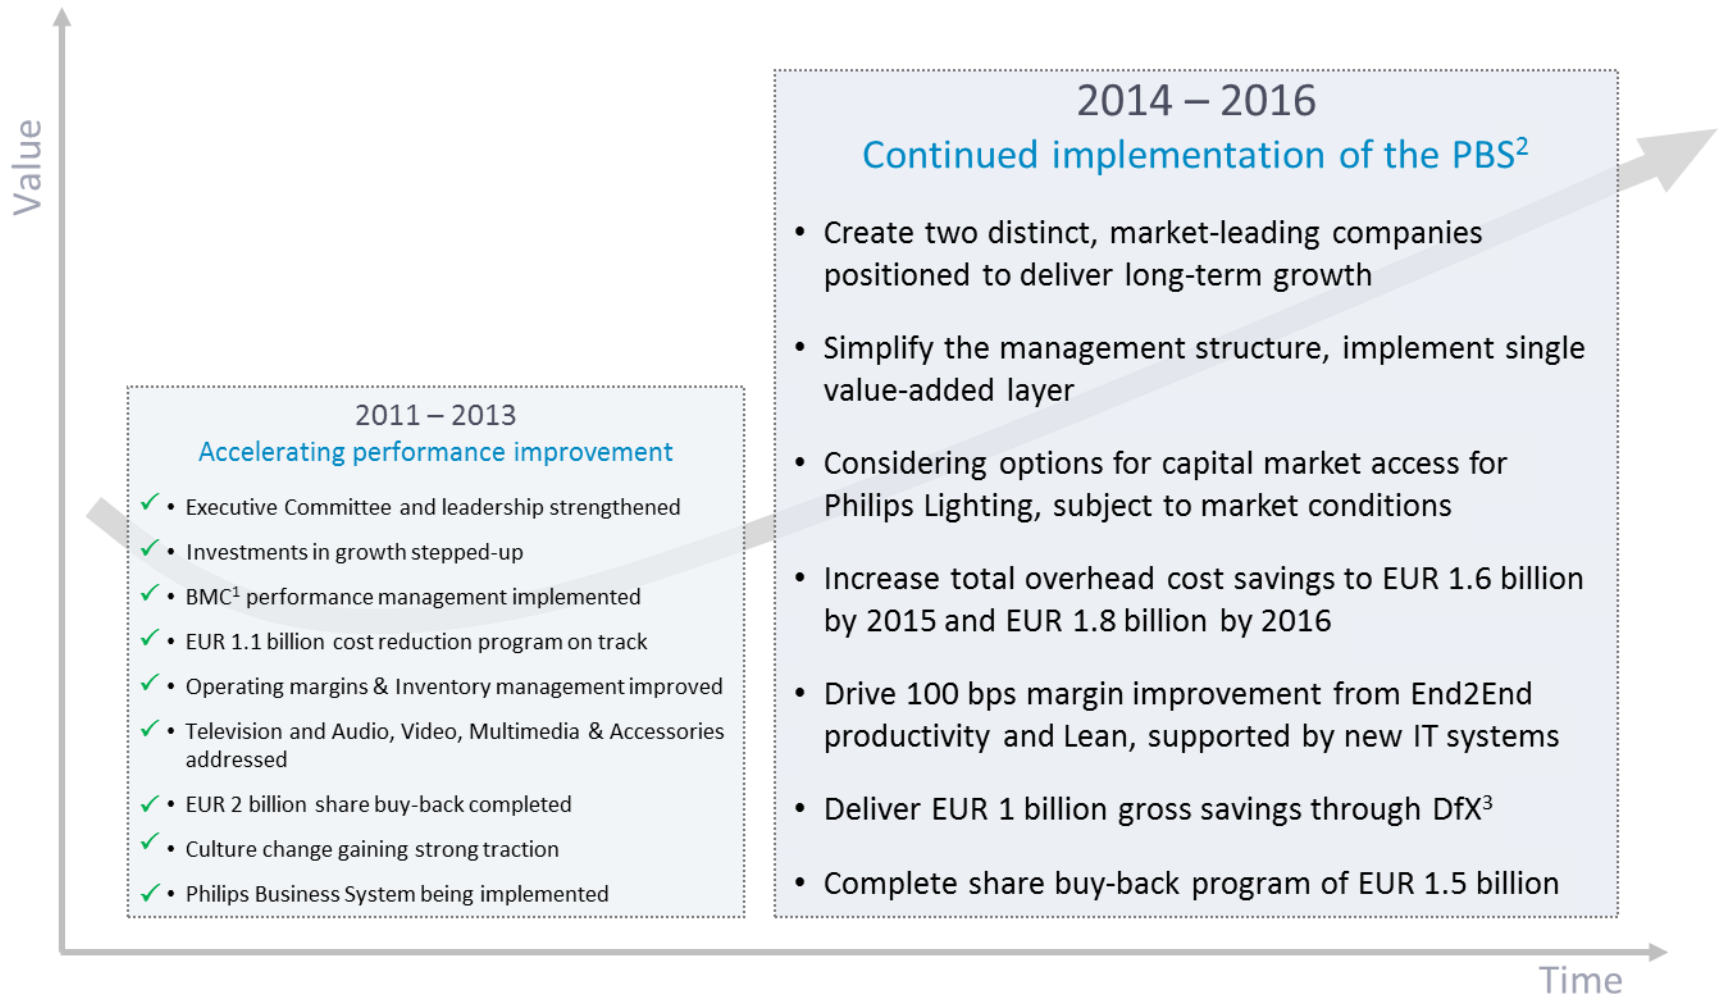 Value
2011 – 2013
Accelerating performance improvement
✓ • Executive Committee and leadership strengthened
✓ • Investments in growth stepped-up
✓ • BMC¹ performance management implemented
✓ • EUR 1.1 billion cost reduction program on track
✓ • Operating margins & Inventory management improved
✓ • Television and Audio, Video, Multimedia & Accessories
addressed
✓ • EUR 2 billion share buy-back completed
✓ • Culture change gaining strong traction
✓ • Philips Business System being implemented
2014 – 2016
Continued implementation of the PBS²
• Create two distinct, market-leading companies
positioned to deliver long-term growth
• Simplify the management structure, implement single
value-added layer
• Considering options for capital market access for
Philips Lighting, subject to market conditions
• Increase total overhead cost savings to EUR 1.6 billion
by 2015 and EUR 1.8 billion by 2016
• Drive 100 bps margin improvement from End2End
productivity and Lean, supported by new IT systems
• Deliver EUR 1 billion gross savings through DfX³
• Complete share buy-back program of EUR 1.5 billion
Time